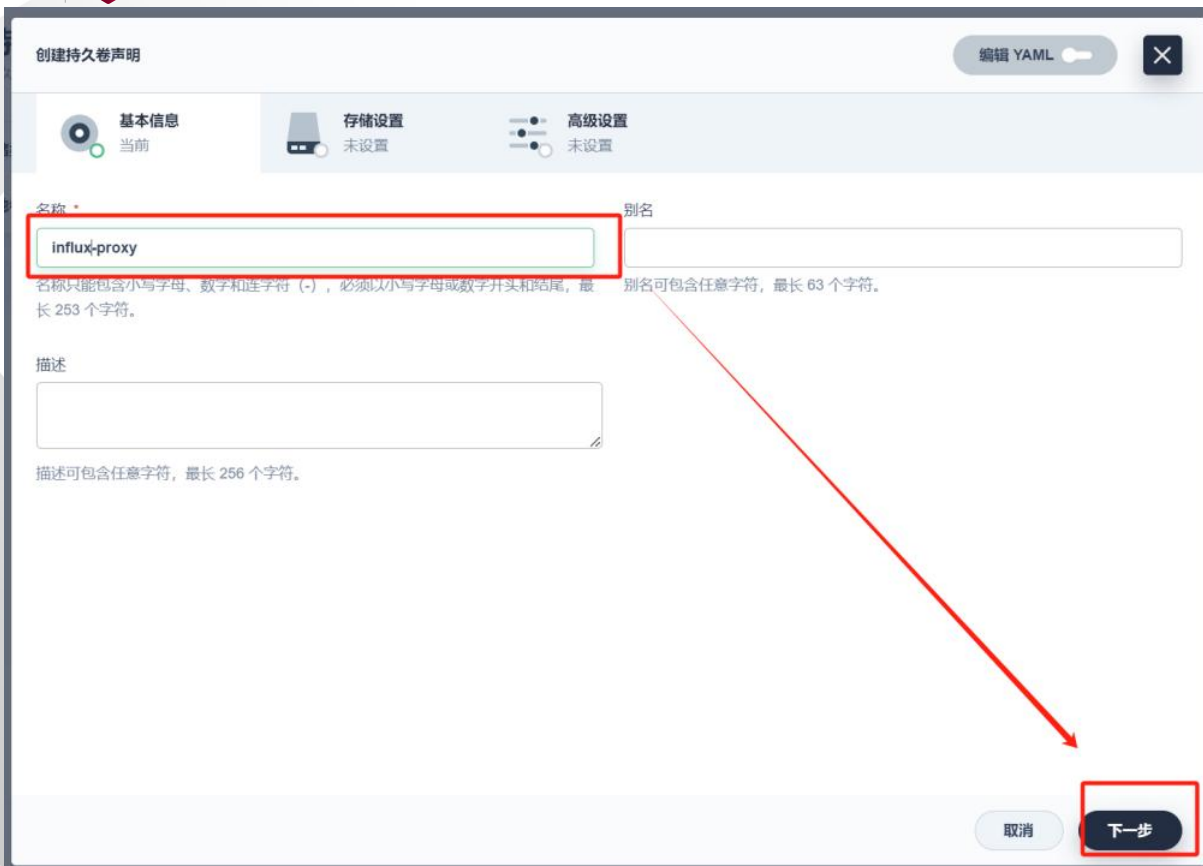 创建持久卷声明
编辑 YAML
基本信息
当前
存储设置
未设置
高级设置
未设置
名称 *
别名
influx-proxy
名称只能包含小写字母、数字和连字符（-），必须以小写字母或数字开头和结尾，最
长 253 个字符。
别名可包含任意字符，最长 63 个字符。
描述
描述可包含任意字符，最长 256 个字符。
取消
下一步